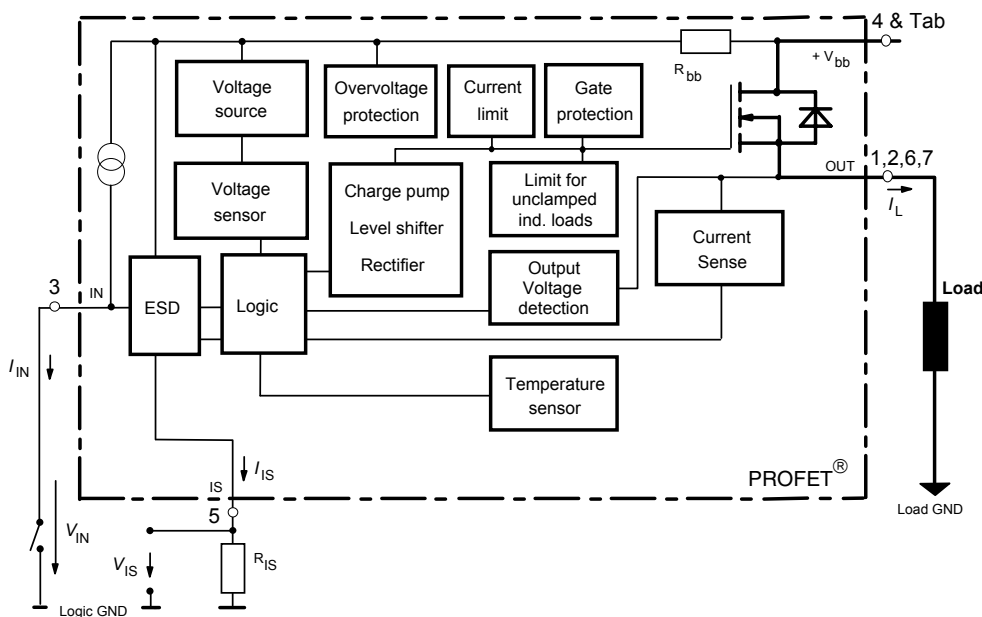 4 & Tab
R bb
+ V bb
Voltage
source
Overvoltage
protection
Current
limit
Gate
protection
OUT
1,2,6,7
I L
Voltage
sensor
Charge pump
Level shifter
Rectifier
Limit for
unclamped
ind. loads
Current
Sense
3
IN
ESD
Logic
Output
Voltage
detection
Load
I IN
Temperature
sensor
I IS
IS
PROFET®
5
Load GND
V IN
V IS
R IS
Logic GND